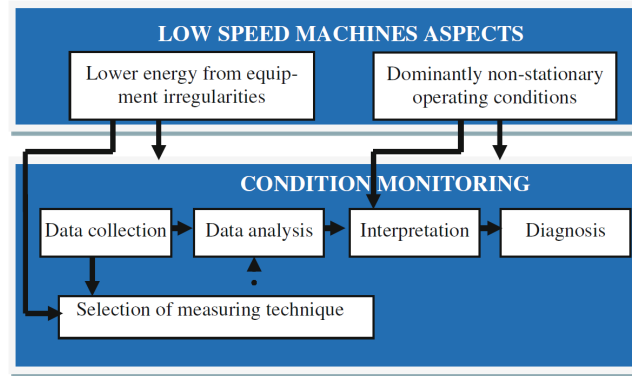 LOW SPEED MACHINES ASPECTS
Lower energy from equip-
ment irregularities
Dominantly non-stationary
operating conditions
CONDITION MONITORING
Data collection
Data analysis
Interpretation
Diagnosis
Selection of measuring technique